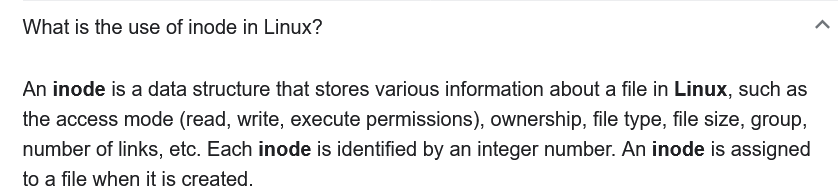 What is the use of inode in Linux?
An inode is a data structure that stores various information about a file in Linux, such as
the access mode (read, write, execute permissions), ownership, file type, file size, group,
number of links, etc. Each inode is identified by an integer number. An inode is assigned
to a file when it is created.